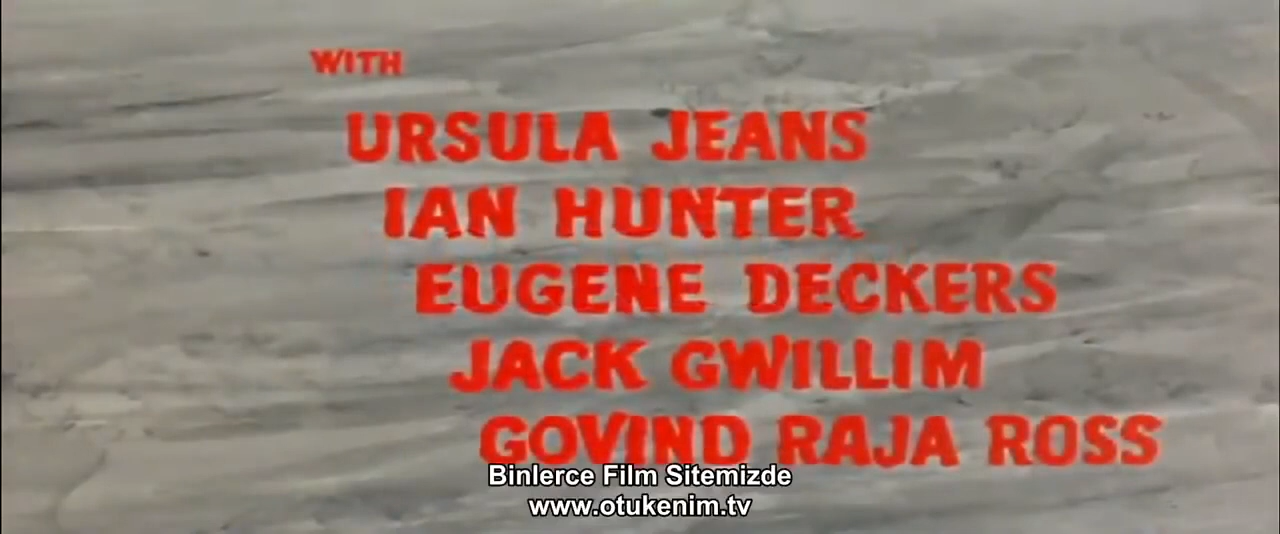 WITH
URSULA JEANS
IAN HUNTER
EUGENE DECKERS
JACK GWILLIM
GOVIND RAJA ROSS
Binlerce Film Sitemizde
www.otukenim.tv